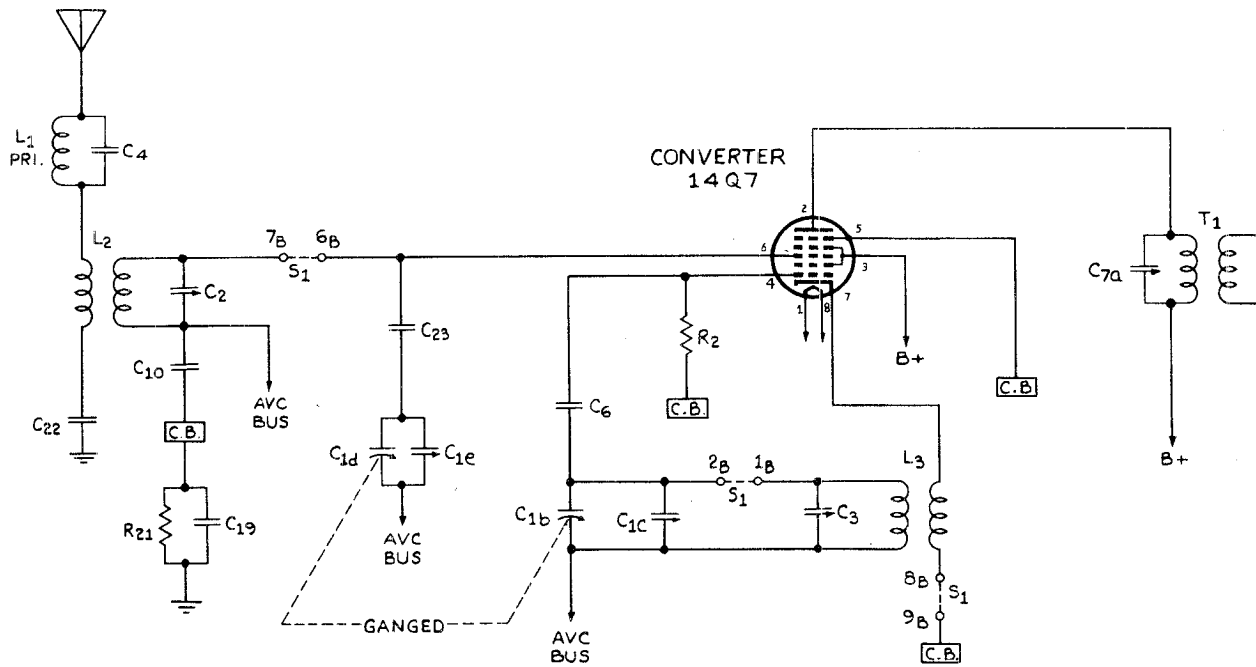 L1
PRI.
C4
CONVERTER
14Q7
2
5
6
3
4
7
1
8
T1
C7a
L2
7B
6B
S1
C2
C23
R2
B+
C.B.
C10
AVC
BUS
C22
C.B.
C.B.
C6
C1d
C1e
2B
1B
S1
L3
B+
R21
C19
C1b
C1C
C3
AVC
BUS
8B
S1
9B
GANGED
AVC
BUS
C.B.